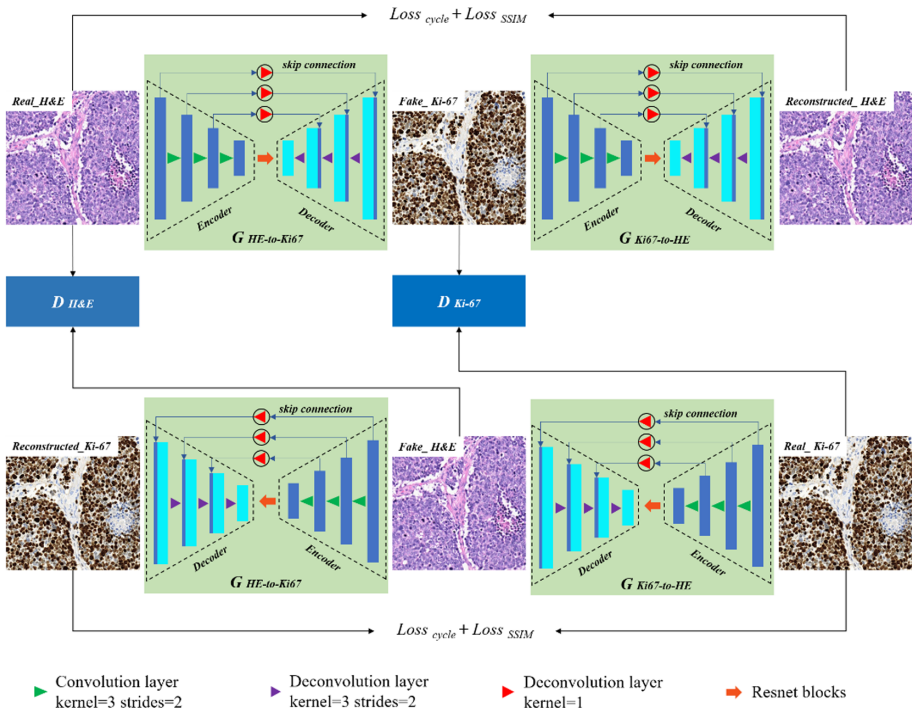 Loss cycle + Loss SSIM
skip connection
skip connection
Real_H&E
Fake_ Ki-67
Reconstructed_ H&E
Encoder
Decoder
Encoder
Decoder
G HE-to-Ki67
G Ki67-to-HE
D H&E
D Ki-67
skip connection
skip connection
Reconstructed_Ki-67
Fake_ H&E
Real_ Ki-67
Decoder
Encoder
Decoder
Encoder
G HE-to-Ki67
G Ki67-to-HE
Loss cycle + Loss SSIM
Convolution layer
kernel=3 strides=2
Deconvolution layer
kernel=3 strides=2
Deconvolution layer
kernel=1
Resnet blocks